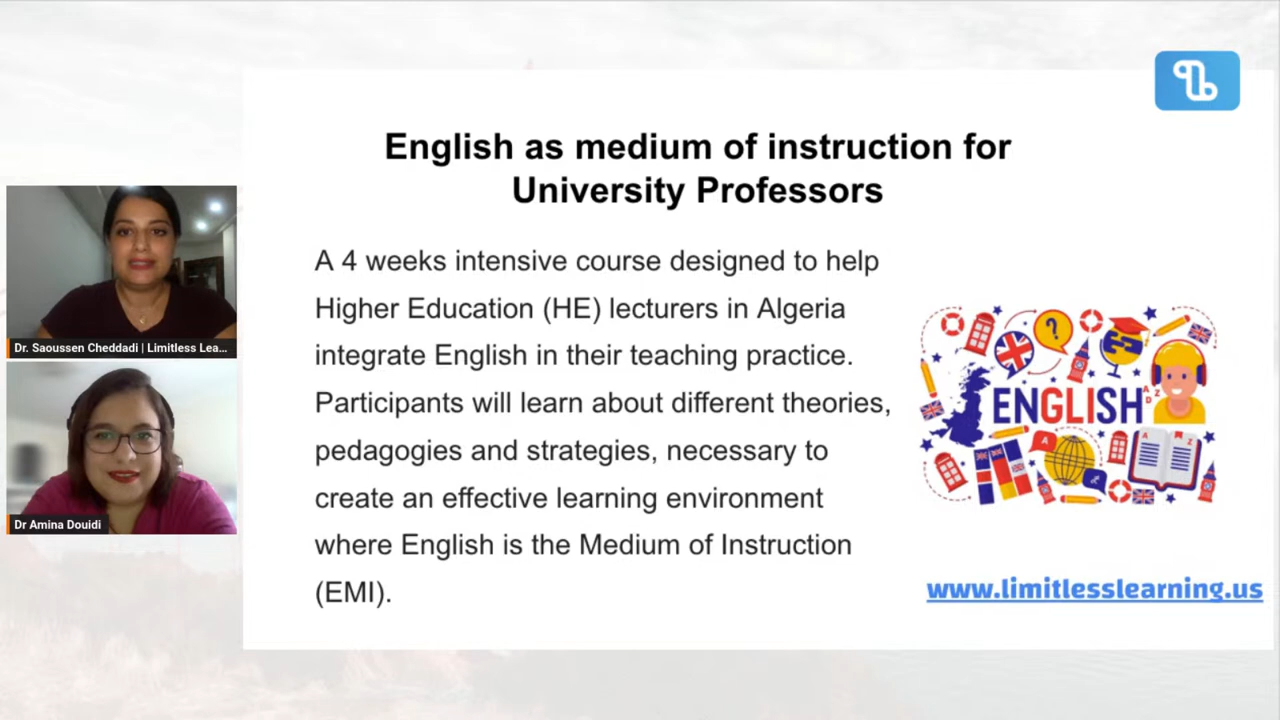 English as medium of instruction for
University Professors
A 4 weeks intensive course designed to help
Higher Education (HE) lecturers in Algeria
integrate English in their teaching practice.
Participants will learn about different theories,
pedagogies and strategies, necessary to
create an effective learning environment
where English is the Medium of Instruction
(EMI).
ENGLISH
www.limitlesslearning.us
Dr. Saoussen Cheddadi | Limitless Lea...
Dr Amina Douidi